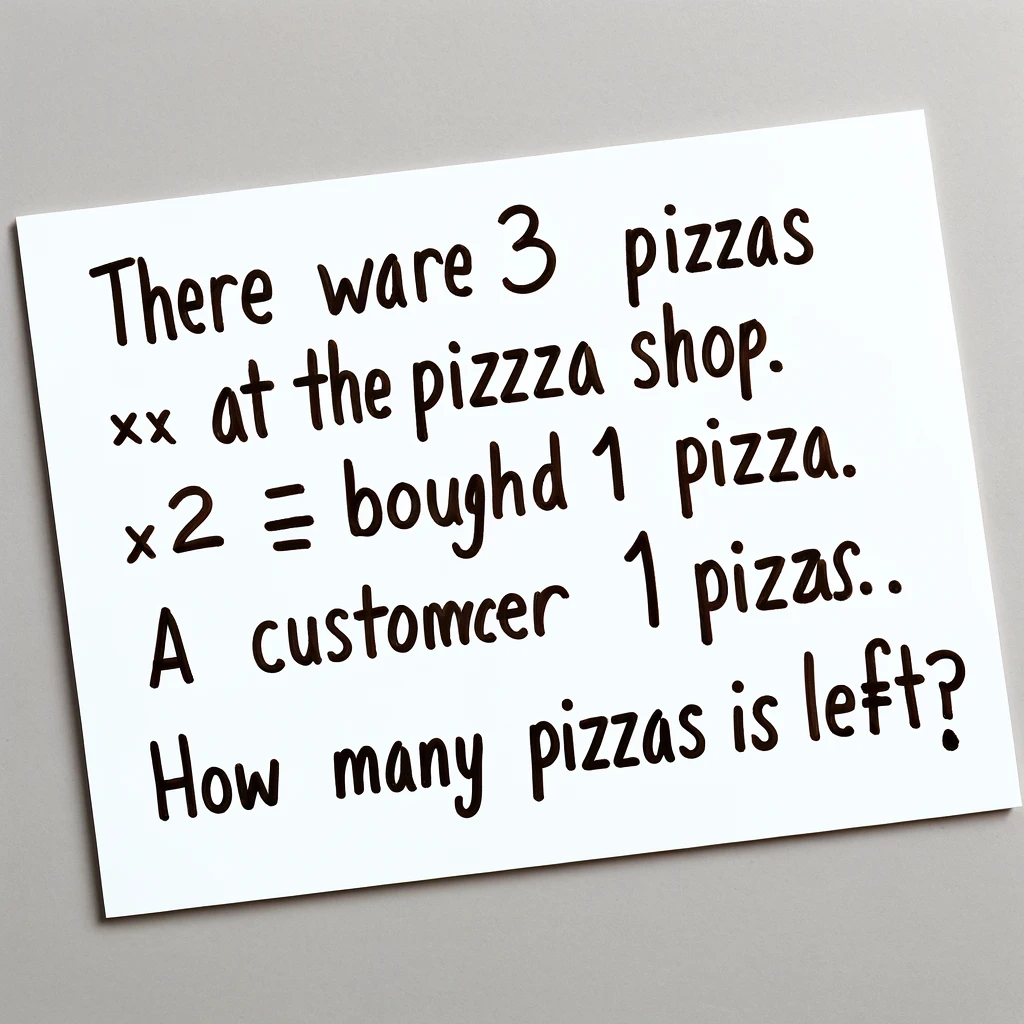 There ware 3 pizzas
xx at the pizzza shop.
x2 ≡ boughd 1 pizza.
A customcer 1 pizzas..
How many pizzas is left?